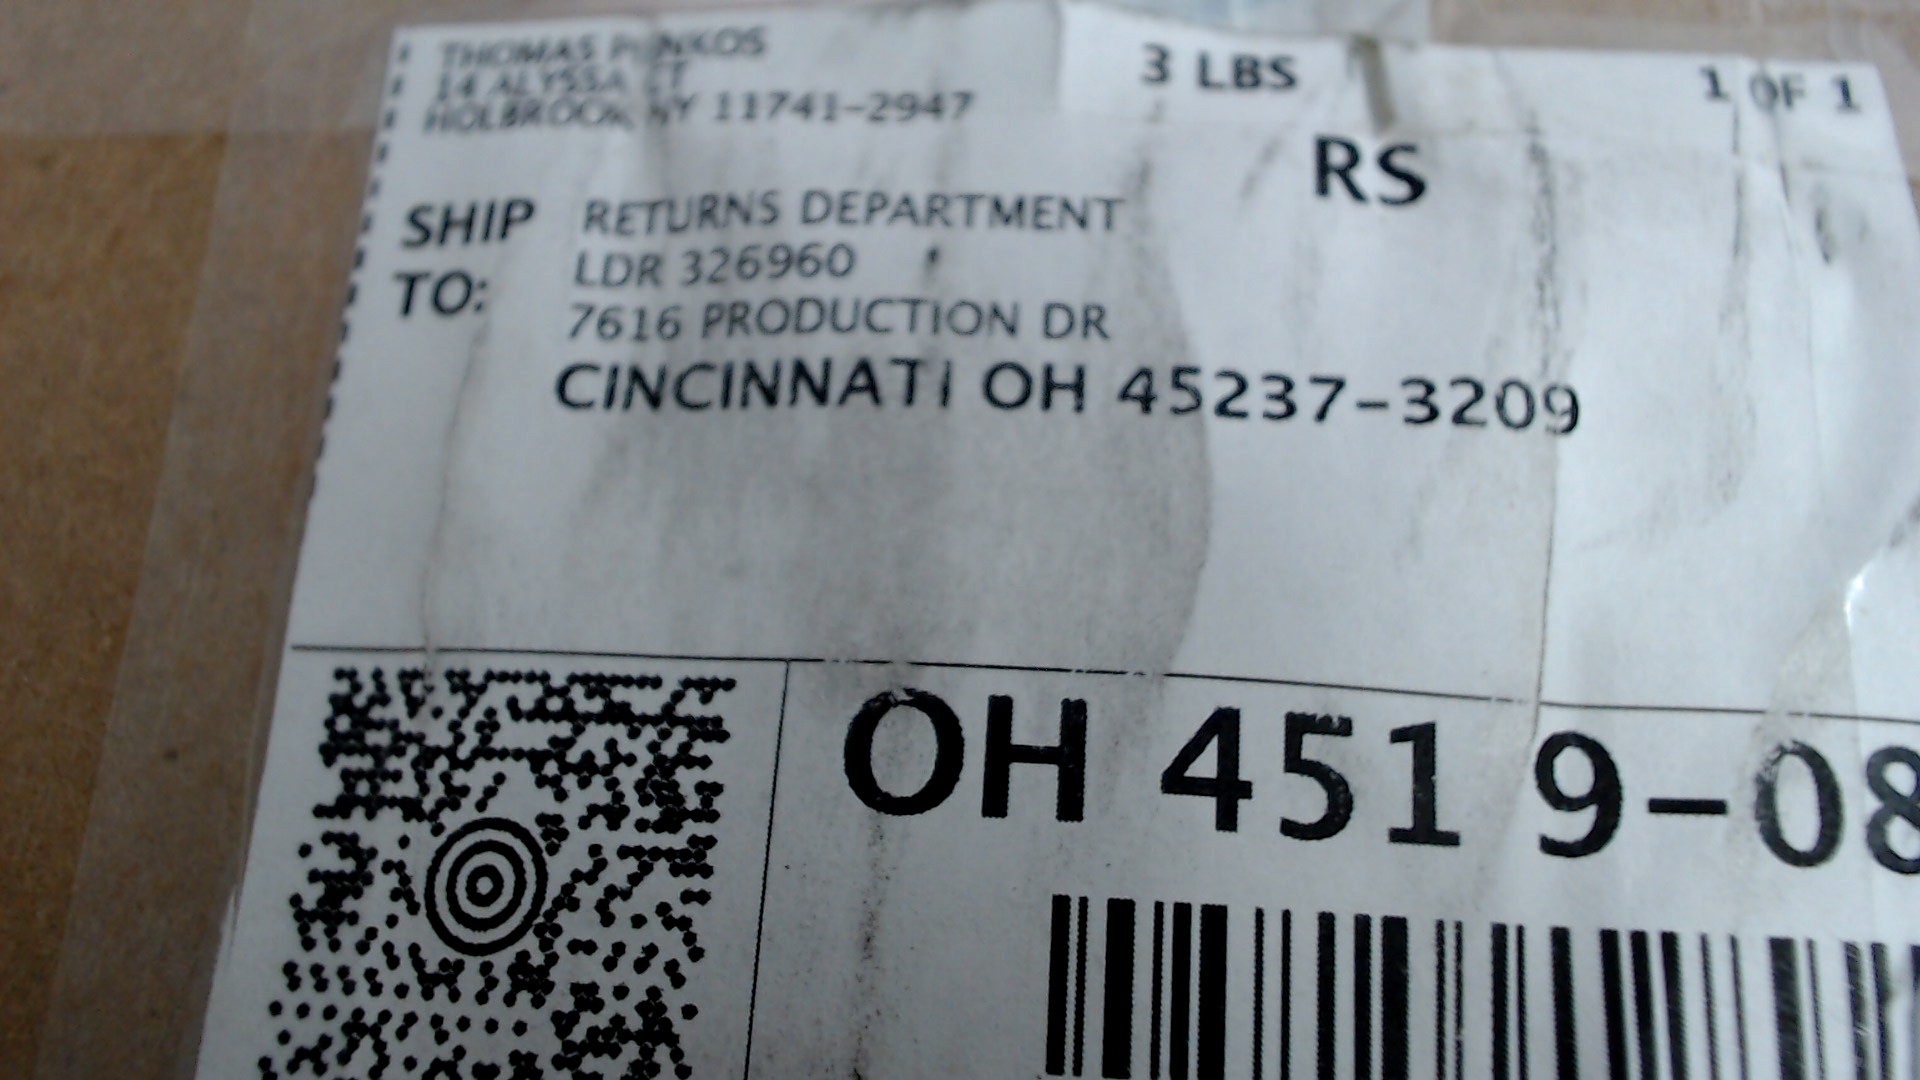 THOMAS
14 ALYSSA CT
HOLBROOK NY 11741-2947
3 LBS
1 OF 1
RS
SHIP TO:
RETURNS DEPARTMENT
LDR 326960
7616 PRODUCTION DR
CINCINNATI OH 45237-3209
OH 451 9-08